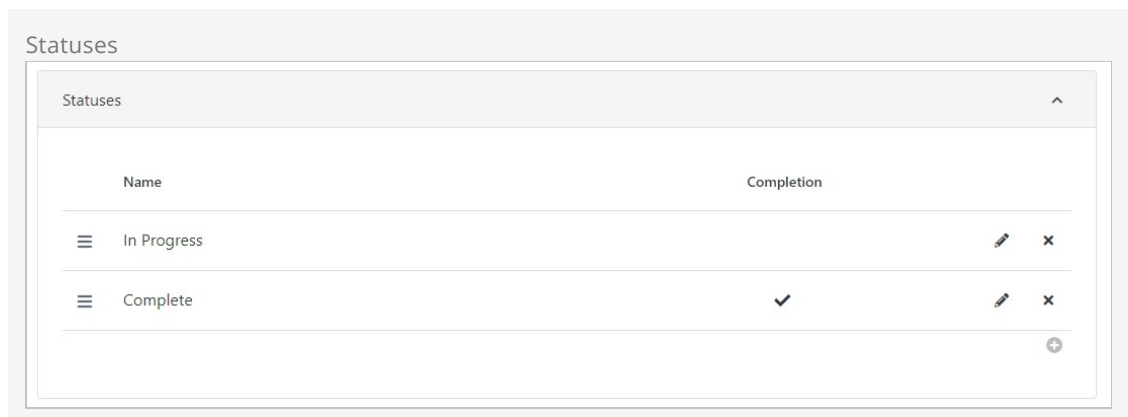 Statuses
Statuses
Name Completion
In Progress
Complete